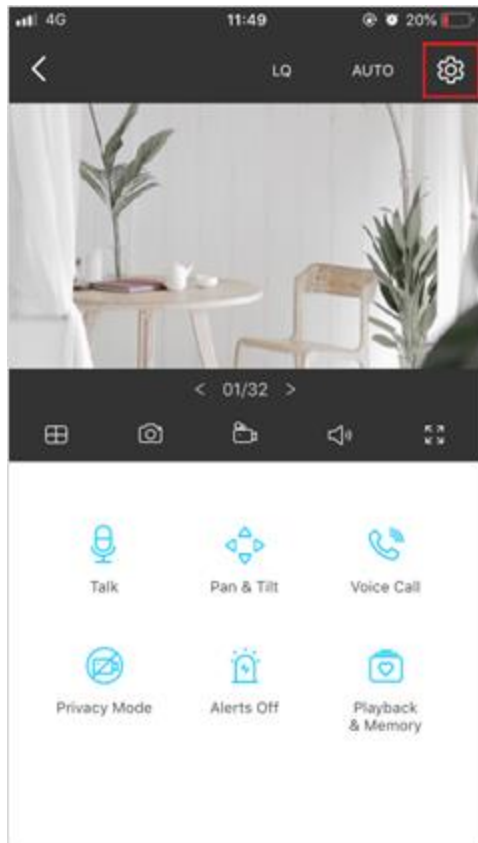 4G
11:49
20%
LQ
AUTO
< 01/32 >
Talk
Pan & Tilt
Voice Call
Privacy Mode
Alerts Off
Playback
& Memory